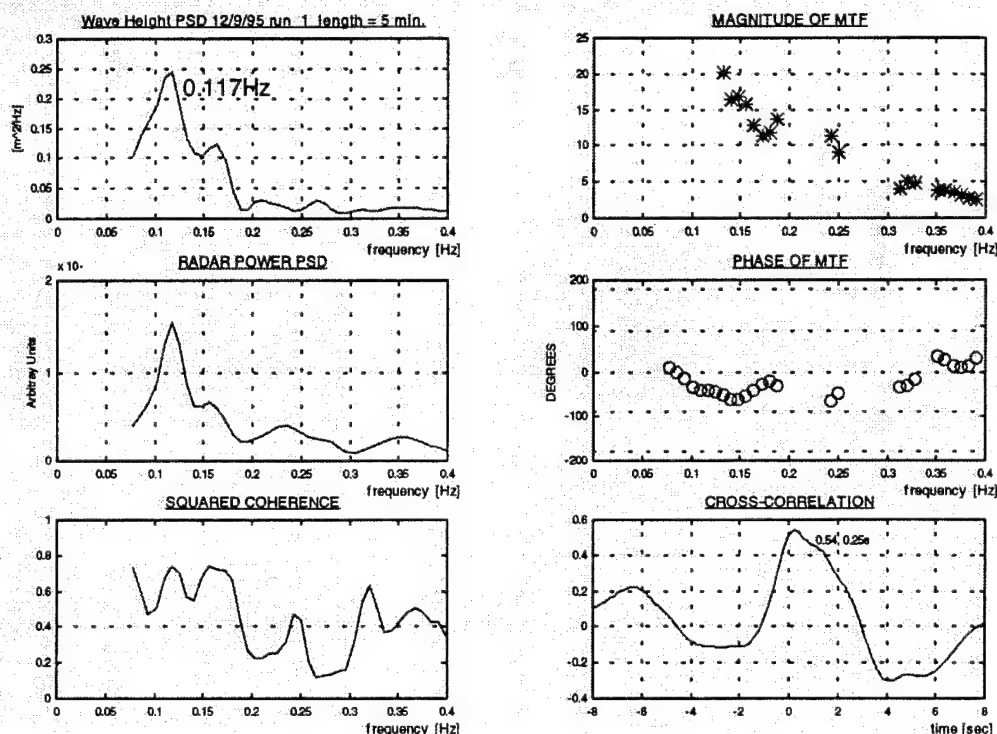 Wave Height PSD 12/9/95 run 1 length = 5 min.
0.3
0.25
0.2
0.15
0.1
0.05
0
[m^2/Hz]
0.117Hz
0 0.05 0.1 0.15 0.2 0.25 0.3 0.35 0.4
frequency [Hz]
MAGNITUDE OF MTF
25
20
15
10
5
0
0 0.05 0.1 0.15 0.2 0.25 0.3 0.35 0.4
frequency [Hz]
RADAR POWER PSD
2
1
0
Arbitray Units
0 0.05 0.1 0.15 0.2 0.25 0.3 0.35 0.4
frequency [Hz]
PHASE OF MTF
200
100
0
-100
-200
DEGREES
0 0.05 0.1 0.15 0.2 0.25 0.3 0.35 0.4
frequency [Hz]
SQUARED COHERENCE
1
0.8
0.6
0.4
0.2
0
0 0.05 0.1 0.15 0.2 0.25 0.3 0.35 0.4
frequency [Hz]
CROSS-CORRELATION
0.6
0.4
0.2
0
-0.2
-0.4
0.54, 0.25s
-8 -6 -4 -2 0 2 4 6 8
time [sec]